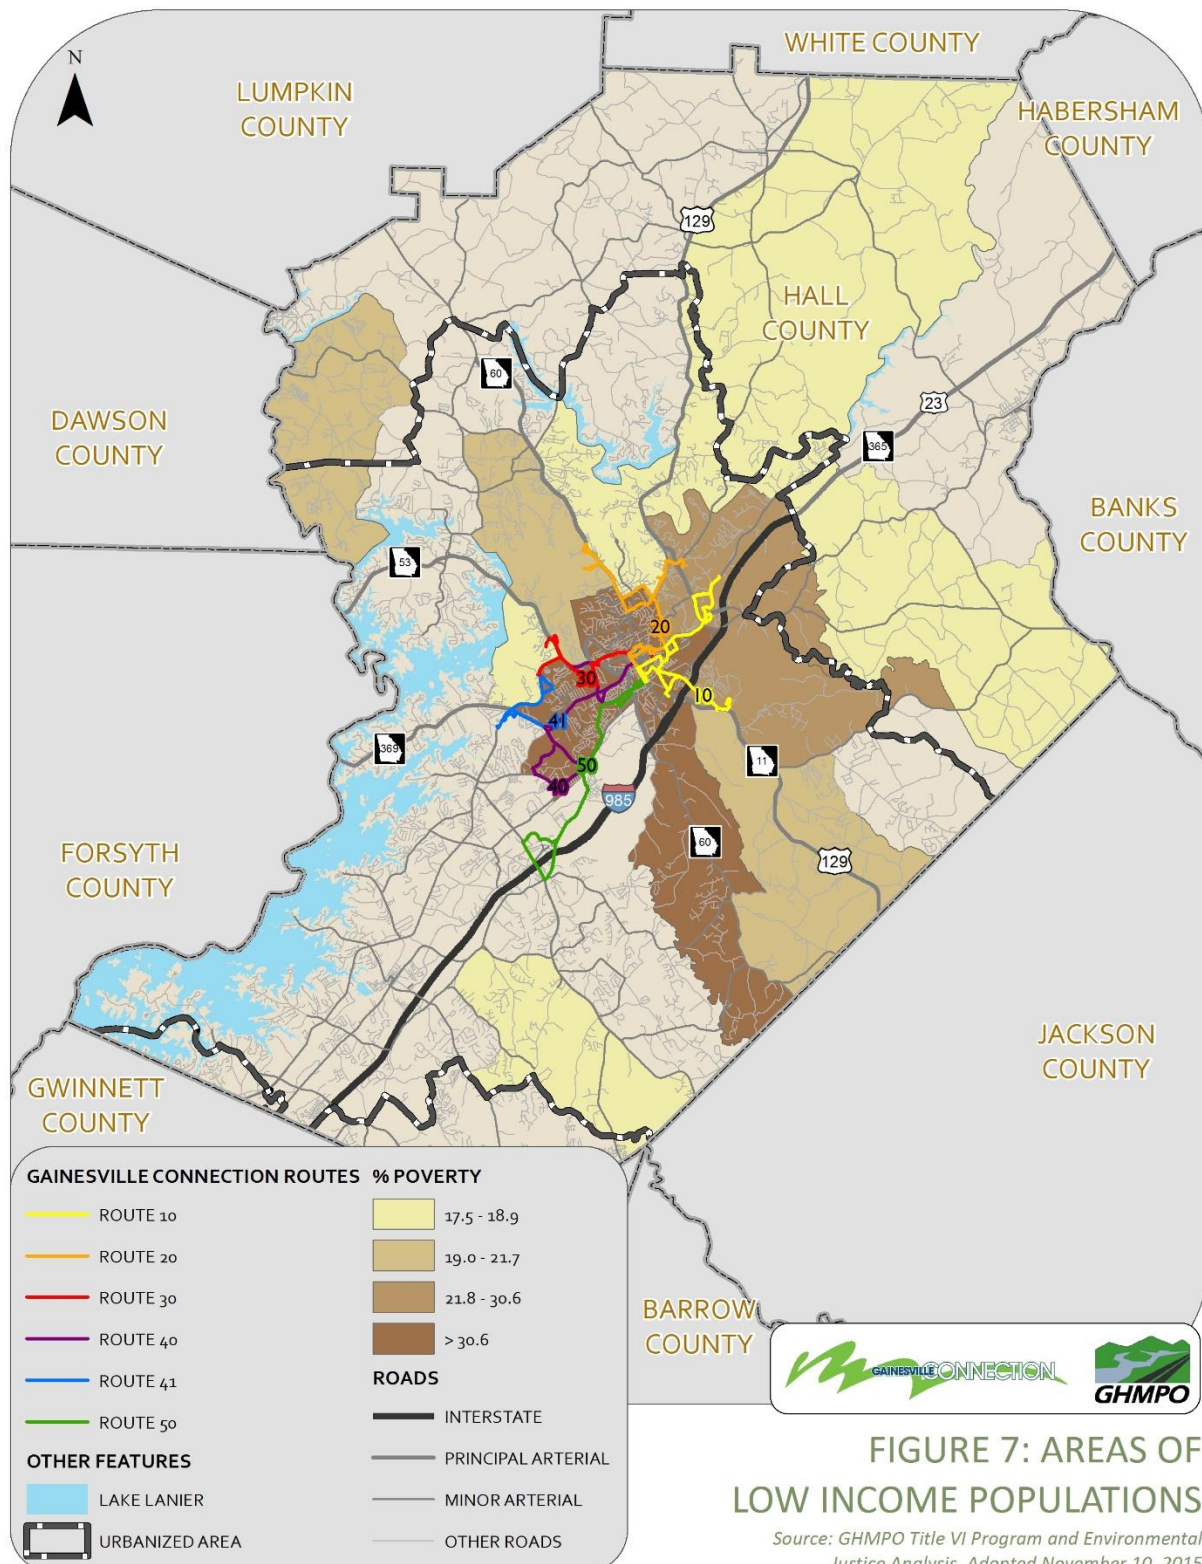 N
WHITE COUNTY
LUMPKIN
COUNTY
HABERSHAM
COUNTY
129
HALL
COUNTY
60
23
365
DAWSON
COUNTY
BANKS
COUNTY
53
20
30
10
41
369
50
11
40
985
60
129
FORSYTH
COUNTY
JACKSON
COUNTY
GWINNETT
COUNTY
BARROW
COUNTY
GAINESVILLE CONNECTION ROUTES
ROUTE 10
ROUTE 20
ROUTE 30
ROUTE 40
ROUTE 41
ROUTE 50
OTHER FEATURES
LAKE LANIER
URBANIZED AREA
% POVERTY
17.5 - 18.9
19.0 - 21.7
21.8 - 30.6
> 30.6
ROADS
INTERSTATE
PRINCIPAL ARTERIAL
MINOR ARTERIAL
OTHER ROADS
GAINESVILLE CONNECTION
GHMPO
FIGURE 7: AREAS OF
LOW INCOME POPULATIONS
Source: GHMPO Title VI Program and Environmental
Justice Analysis, Adopted November 10, 2015